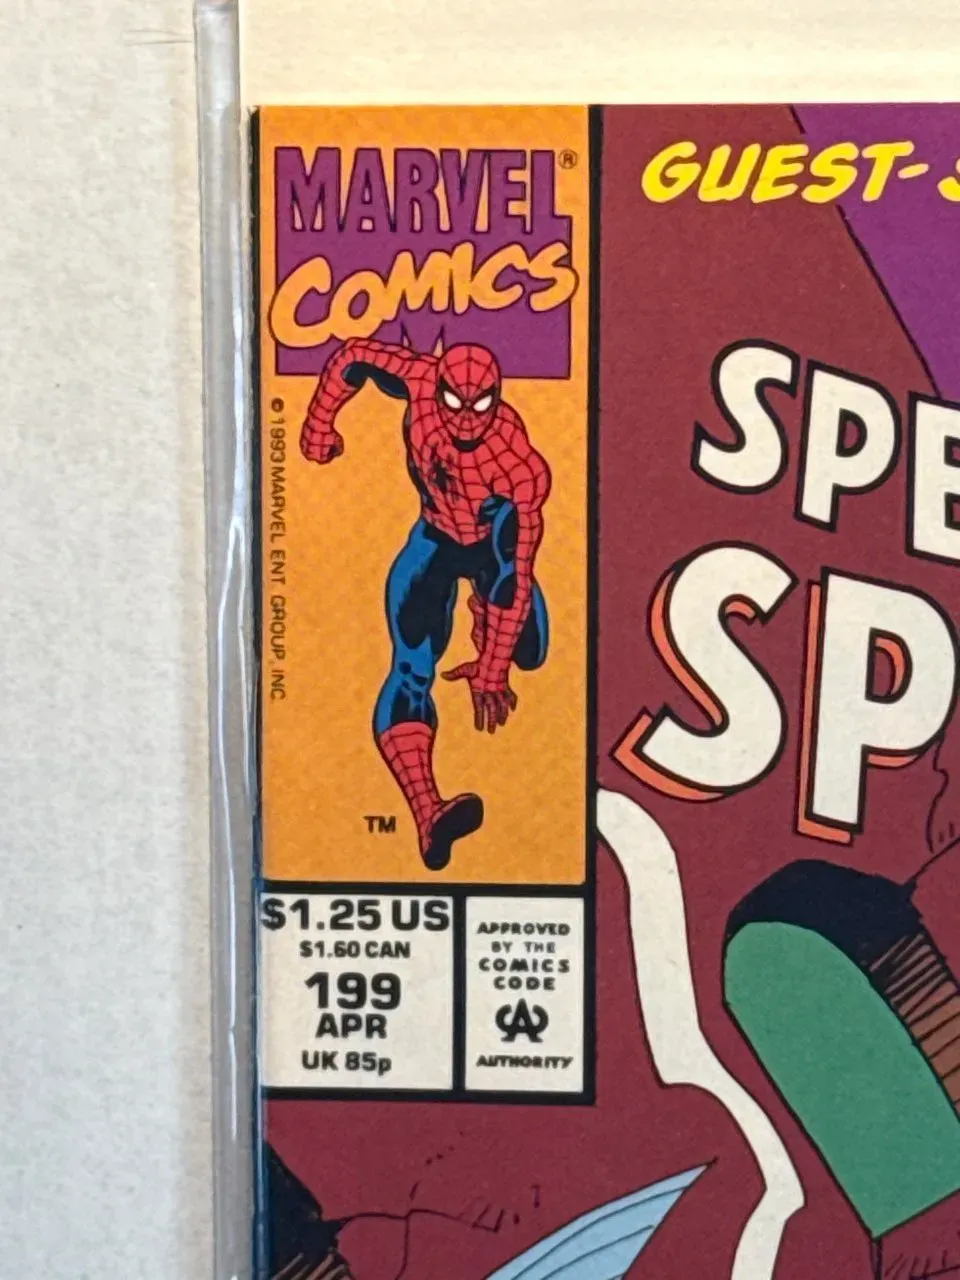 MARVEL®
COMICS
© 1993 MARVEL ENT. GROUP, INC.
TM
$1.25 US
$1.60 CAN
199
APR
UK 85p
APPROVED
BY THE
COMICS
CODE
CA
AUTHORITY
GUEST-S
SPE
SP